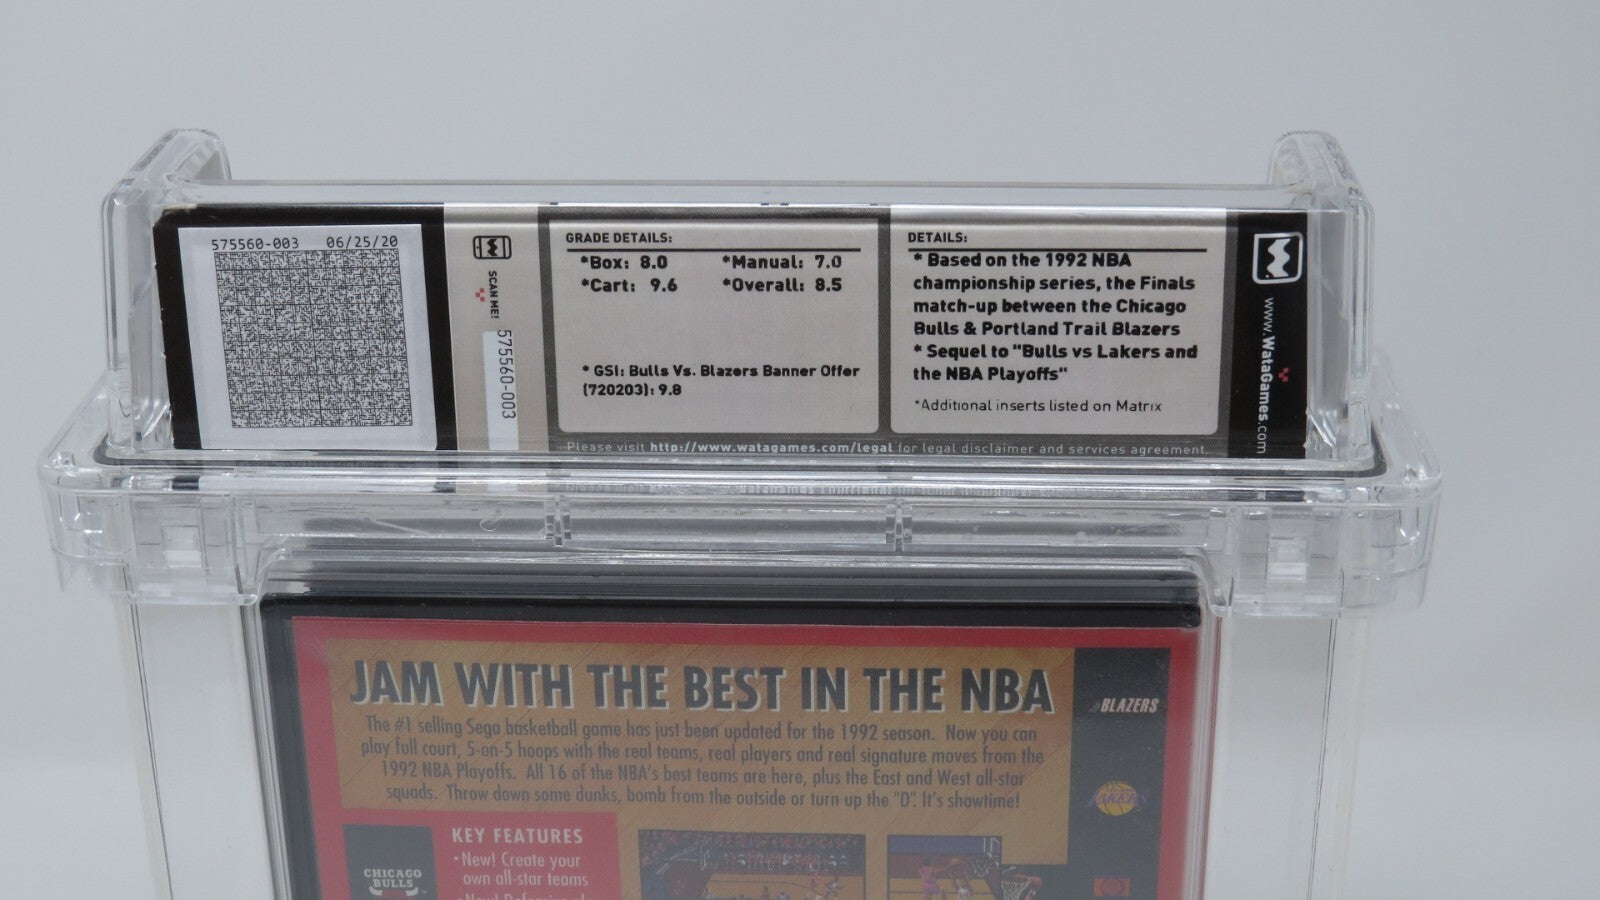 575560-003 06/25/20
SCAN ME!
575560-003
GRADE DETAILS:
*Box: 8.0 *Manual: 7.0
*Cart: 9.6 *Overall: 8.5
* GSI: Bulls Vs. Blazers Banner Offer
(720203): 9.8
DETAILS:
* Based on the 1992 NBA
championship series, the Finals
match-up between the Chicago
Bulls & Portland Trail Blazers
* Sequel to "Bulls vs Lakers and
the NBA Playoffs"
*Additional inserts listed on Matrix
Please visit http://www.watagames.com/legal for legal disclaimer and services agreement.
www.WataGames.com
JAM WITH THE BEST IN THE NBA
The #1 selling Sega basketball game has just been updated for the 1992 season. Now you can
play full court, 5-on-5 hoops with the real teams, real players and real signature moves from the
1992 NBA Playoffs. All 16 of the NBA's best teams are here, plus the East and West all-star
squads. Throw down some dunks, bomb from the outside or turn up the "D". It's showtime!
BLAZERS
LAKERS
KEY FEATURES
•New! Create your
own all-star teams
CHICAGO
BULLS